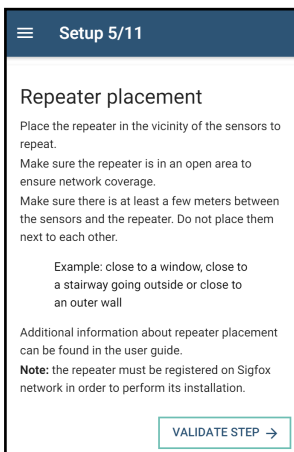 Setup 5/11
Repeater placement
Place the repeater in the vicinity of the sensors to
repeat.
Make sure the repeater is in an open area to
ensure network coverage.
Make sure there is at least a few meters between
the sensors and the repeater. Do not place them
next to each other.
Example: close to a window, close to
a stairway going outside or close to
an outer wall
Additional information about repeater placement
can be found in the user guide.
Note: the repeater must be registered on Sigfox
network in order to perform its installation.
VALIDATE STEP →